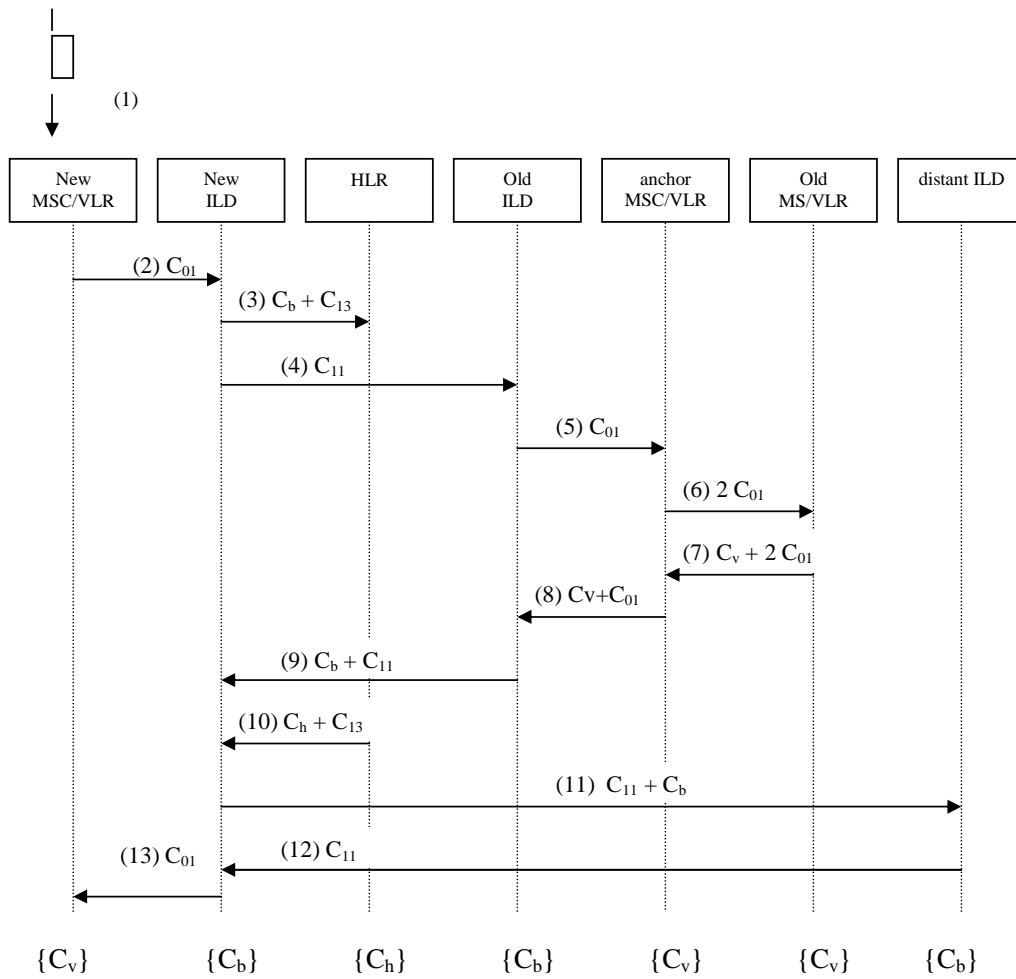 (1)
New
MSC/VLR
New
ILD
HLR
Old
ILD
anchor
MSC/VLR
Old
MS/VLR
distant ILD
(2) C01
(3) Cb + C13
(4) C11
(5) C01
(6) 2 C01
(7) Cv + 2 C01
(8) Cv+C01
(9) Cb + C11
(10) Ch + C13
(11) C11 + Cb
(12) C11
(13) C01
{Cv} {Cb} {Ch} {Cb} {Cv} {Cv} {Cb}